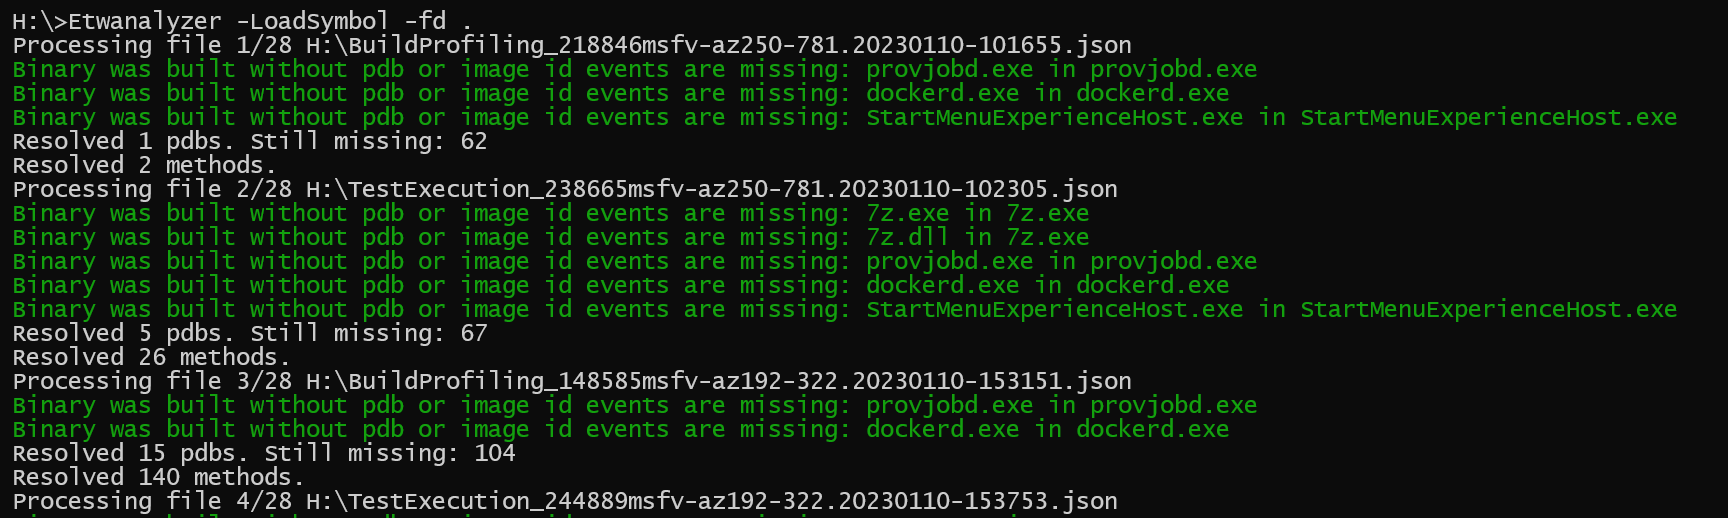 H:\>Etwanalyzer -LoadSymbol -fd .
Processing file 1/28 H:\BuildProfiling_218846msfv-az250-781.20230110-101655.json
Binary was built without pdb or image id events are missing: provjobd.exe in provjobd.exe
Binary was built without pdb or image id events are missing: dockerd.exe in dockerd.exe
Binary was built without pdb or image id events are missing: StartMenuExperienceHost.exe in StartMenuExperienceHost.exe
Resolved 1 pdbs. Still missing: 62
Resolved 2 methods.
Processing file 2/28 H:\TestExecution_238665msfv-az250-781.20230110-102305.json
Binary was built without pdb or image id events are missing: 7z.exe in 7z.exe
Binary was built without pdb or image id events are missing: 7z.dll in 7z.exe
Binary was built without pdb or image id events are missing: provjobd.exe in provjobd.exe
Binary was built without pdb or image id events are missing: dockerd.exe in dockerd.exe
Binary was built without pdb or image id events are missing: StartMenuExperienceHost.exe in StartMenuExperienceHost.exe
Resolved 5 pdbs. Still missing: 67
Resolved 26 methods.
Processing file 3/28 H:\BuildProfiling_148585msfv-az192-322.20230110-153151.json
Binary was built without pdb or image id events are missing: provjobd.exe in provjobd.exe
Binary was built without pdb or image id events are missing: dockerd.exe in dockerd.exe
Resolved 15 pdbs. Still missing: 104
Resolved 140 methods.
Processing file 4/28 H:\TestExecution_244889msfv-az192-322.20230110-153753.json